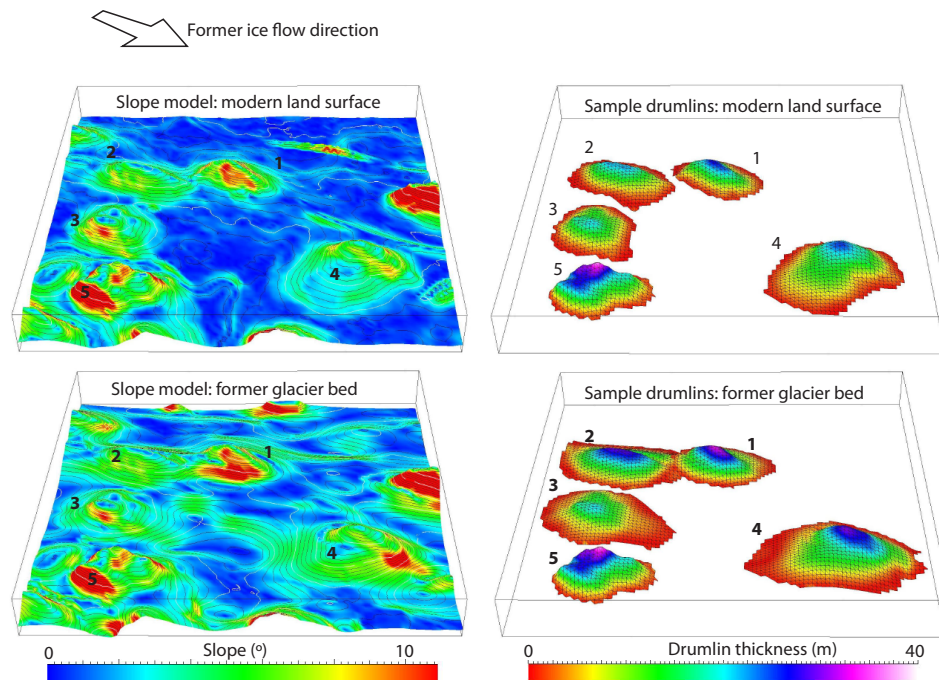 Former ice flow direction
Slope model: modern land surface
2
1
3
4
5
Sample drumlins: modern land surface
2
1
3
4
5
Slope model: former glacier bed
2
1
3
4
5
Sample drumlins: former glacier bed
2
1
3
4
5
0 Slope (º) 10
0 Drumlin thickness (m) 40